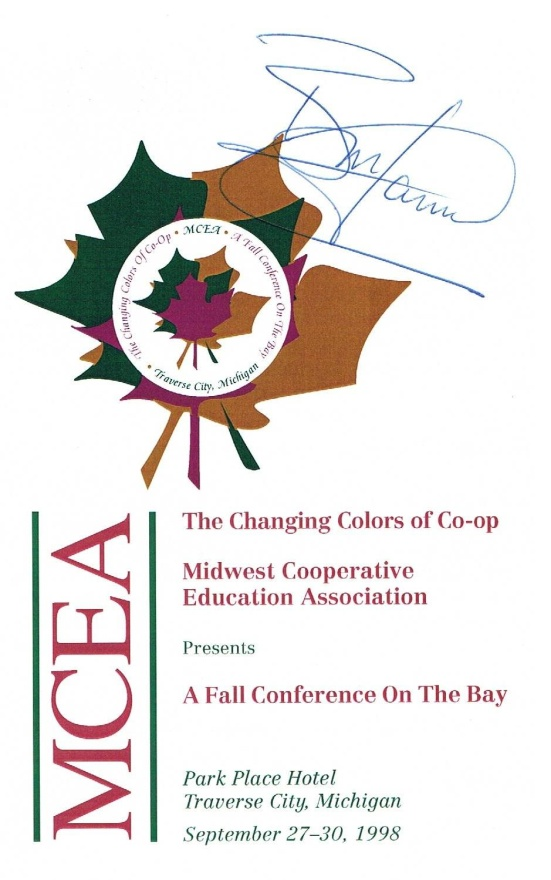 The Changing Colors Of Co-Op • MCEA • A Fall Conference On The Bay
• Traverse City, Michigan •
MCEA
The Changing Colors of Co-op
Midwest Cooperative
Education Association
Presents
A Fall Conference On The Bay
Park Place Hotel
Traverse City, Michigan
September 27–30, 1998